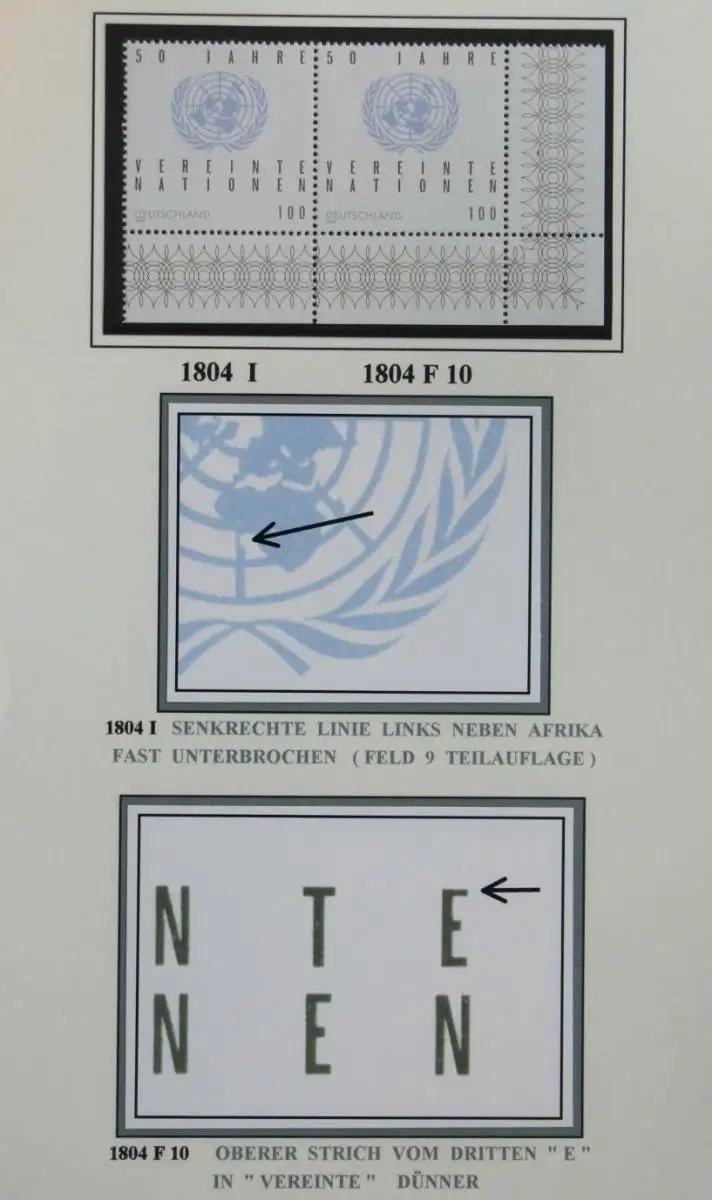 50 JAHRE 50 JAHRE
VEREINTE VEREINTE
NATIONEN NATIONEN
DEUTSCHLAND 100 DEUTSCHLAND 100
1804 I 1804 F 10
1804 I SENKRECHTE LINIE LINKS NEBEN AFRIKA
FAST UNTERBROCHEN (FELD 9 TEILAUFLAGE)
N T E
N E N
1804 F 10 OBERER STRICH VOM DRITTEN "E"
IN "VEREINTE" DÜNNER